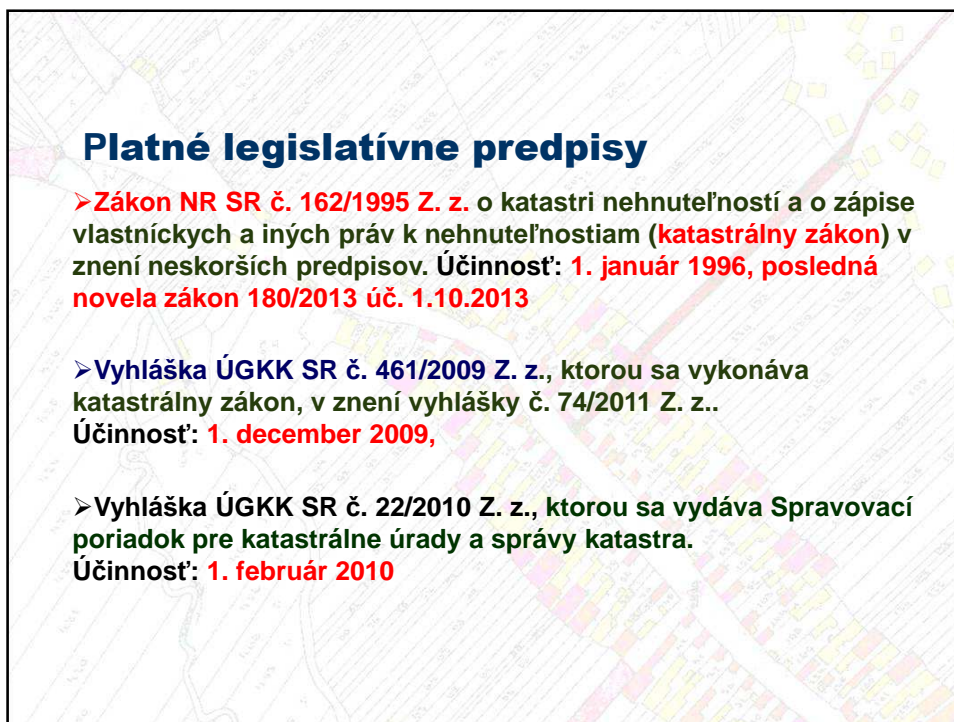 Platné legislatívne predpisy
➢Zákon NR SR č. 162/1995 Z. z. o katastri nehnuteľností a o zápise
vlastníckych a iných práv k nehnuteľnostiam (katastrálny zákon) v
znení neskorších predpisov. Účinnosť: 1. január 1996, posledná
novela zákon 180/2013 úč. 1.10.2013
➢Vyhláška ÚGKK SR č. 461/2009 Z. z., ktorou sa vykonáva
katastrálny zákon, v znení vyhlášky č. 74/2011 Z. z..
Účinnosť: 1. december 2009,
➢Vyhláška ÚGKK SR č. 22/2010 Z. z., ktorou sa vydáva Spravovací
poriadok pre katastrálne úrady a správy katastra.
Účinnosť: 1. február 2010